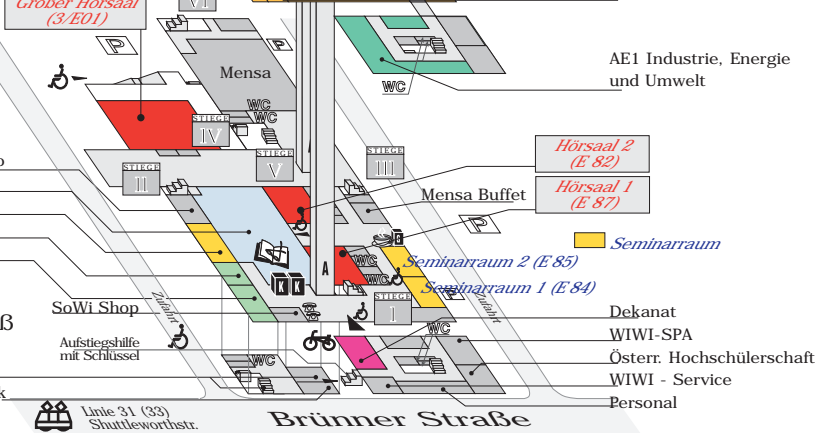 Großer Hörsaal
(3/E01)
VI
P
P
AE1 Industrie, Energie
und Umwelt
Mensa
WC
WC
WC
STIEGE
IV
STIEGE
V
STIEGE
III
STIEGE
II
Hörsaal 2
(E 82)
Hörsaal 1
(E 87)
Mensa Buffet
P
Seminarraum
WC
WC
Seminarraum 2 (E 85)
Seminarraum 1 (E 84)
P
A
K K
SoWi Shop
Zufahrt
Zufahrt
STIEGE
I
ß
Aufstiegshilfe
mit Schlüssel
WC
WC
Dekanat
WIWI-SPA
Österr. Hochschülerschaft
WIWI - Service
Personal
k
Linie 31 (33)
Shuttleworthstr.
Brünner Straße